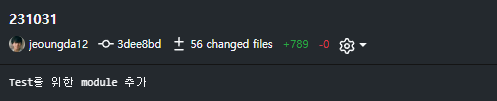 231031
jeoungda12 3dee8bd 56 changed files +789 -0
Test를 위한 module 추가